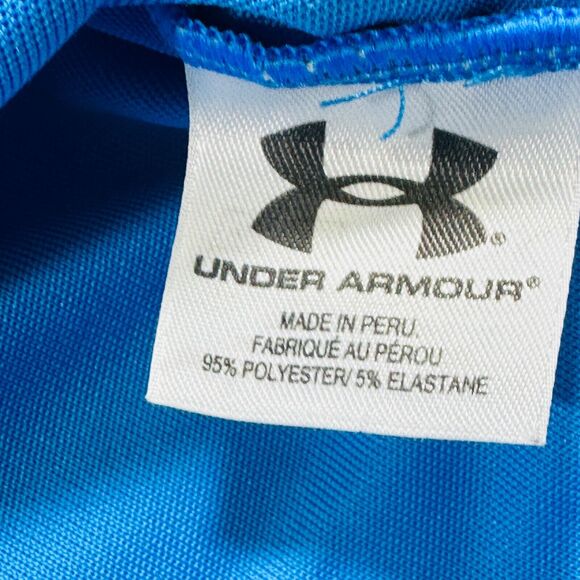 UNDER ARMOUR®
MADE IN PERU.
FABRIQUÉ AU PÉROU
95% POLYESTER/ 5% ELASTANE